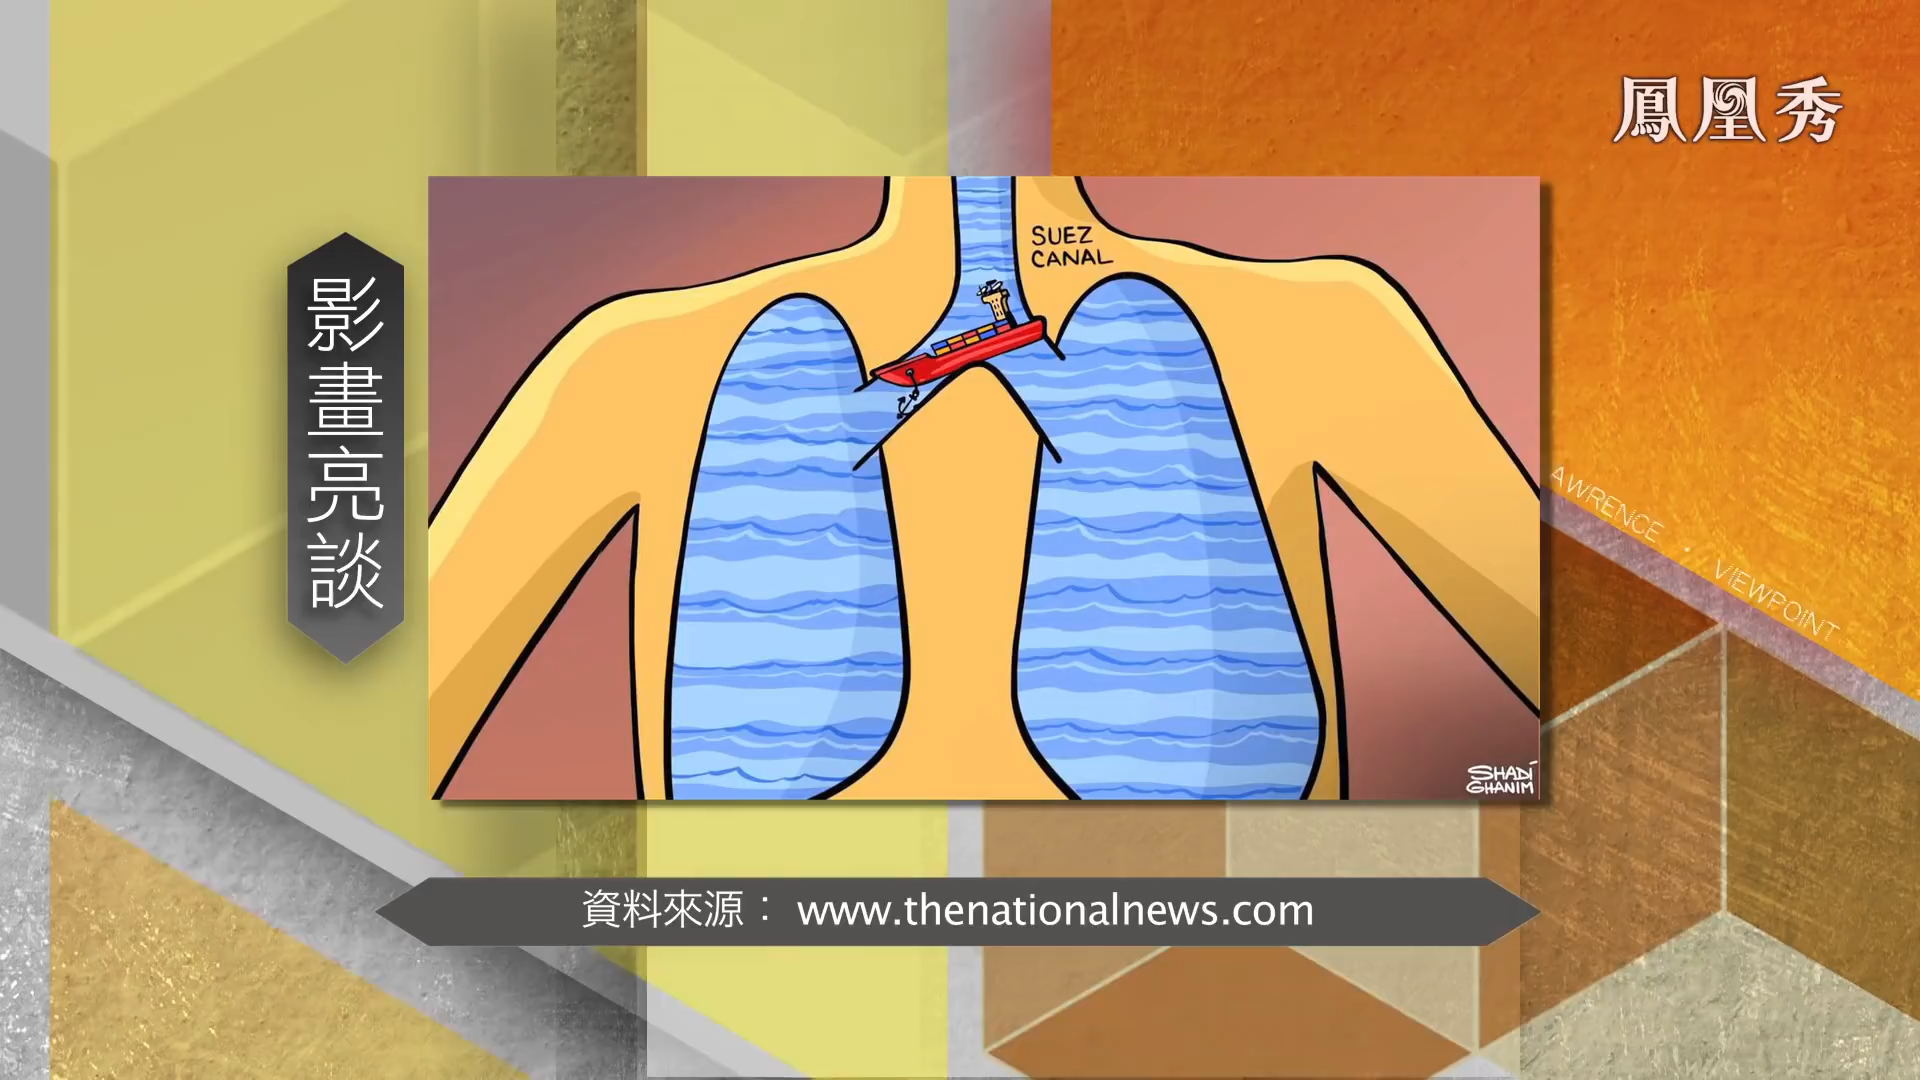 鳳凰秀
影畫亮談
SUEZ
CANAL
AWRENCE · VIEWPOINT
SHADI
GHANIM
資料來源： www.thenationalnews.com